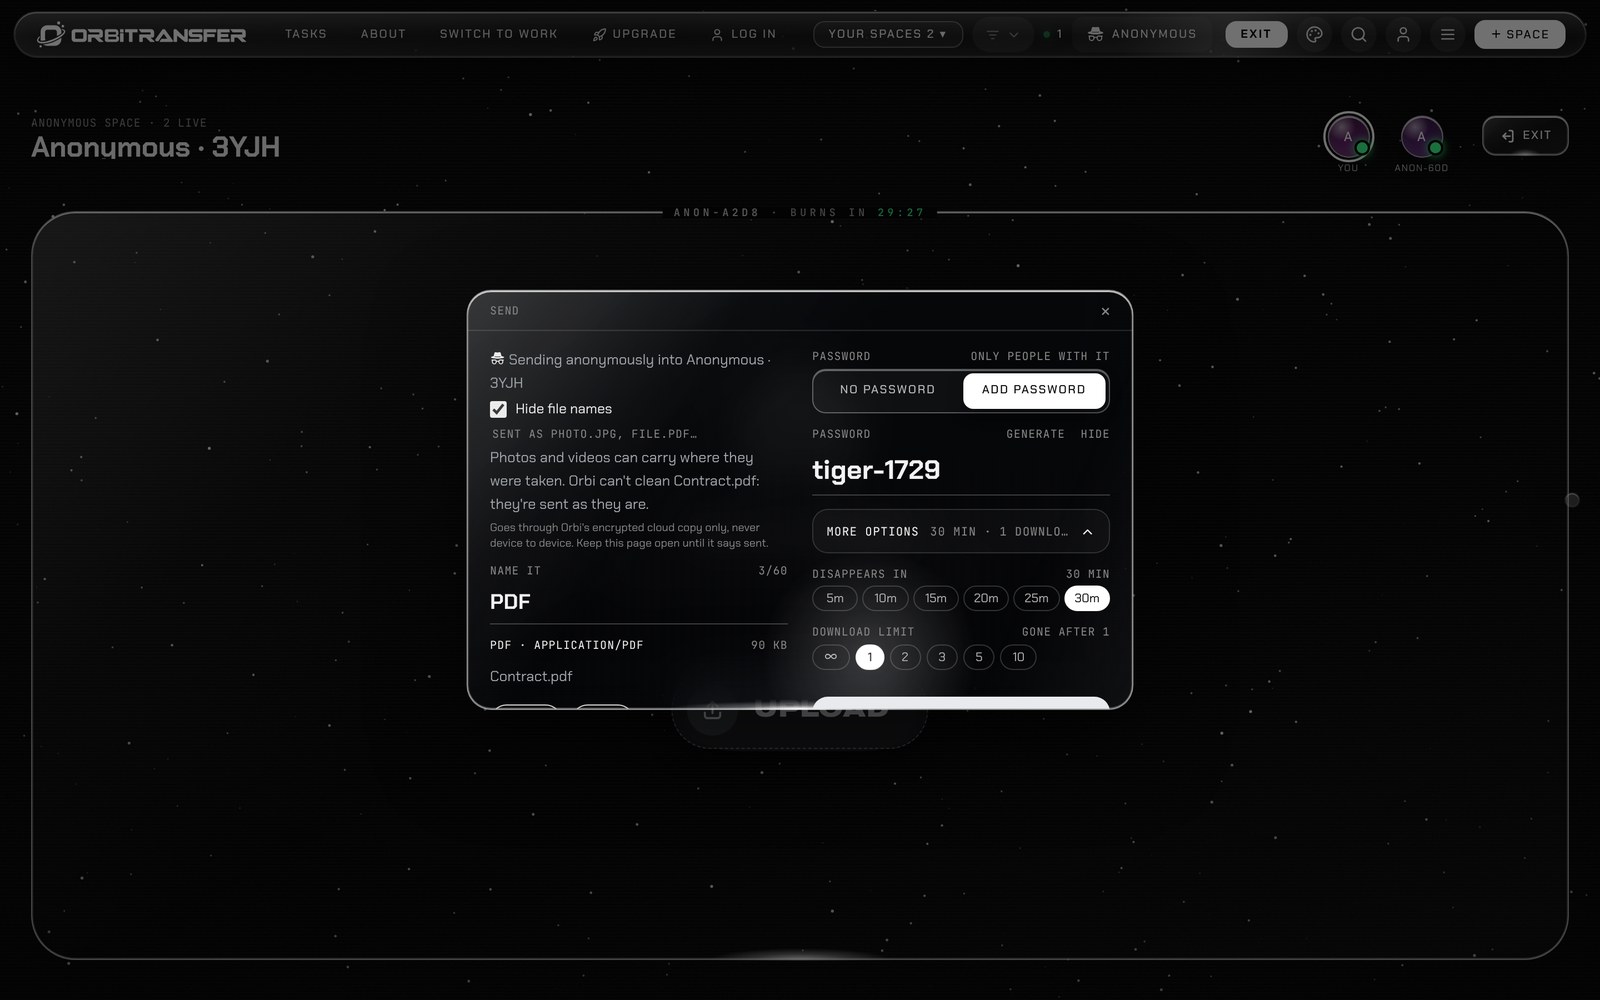 ORBITRANSFER
TASKS
ABOUT
SWITCH TO WORK
UPGRADE
LOG IN
YOUR SPACES 2 ▾
1
ANONYMOUS
EXIT
+ SPACE
ANONYMOUS SPACE · 2 LIVE
Anonymous · 3YJH
A
YOU
A
ANON-60D
EXIT
ANON-A2D8 · BURNS IN 29:27
SEND
×
Sending anonymously into Anonymous ·
3YJH
Hide file names
SENT AS PHOTO.JPG, FILE.PDF…
Photos and videos can carry where they
were taken. Orbi can't clean Contract.pdf:
they're sent as they are.
Goes through Orbi's encrypted cloud copy only, never
device to device. Keep this page open until it says sent.
NAME IT 3/60
PDF
PDF · APPLICATION/PDF 90 KB
Contract.pdf
PASSWORD ONLY PEOPLE WITH IT
NO PASSWORD ADD PASSWORD
PASSWORD GENERATE HIDE
tiger-1729
MORE OPTIONS 30 MIN · 1 DOWNLO…
DISAPPEARS IN 30 MIN
5m 10m 15m 20m 25m 30m
DOWNLOAD LIMIT GONE AFTER 1
∞ 1 2 3 5 10
UPLOAD